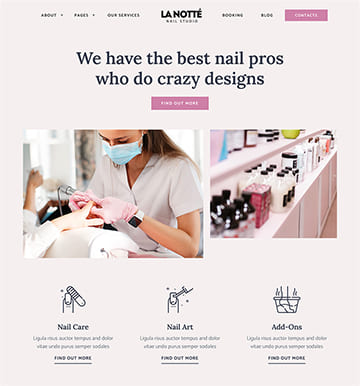 ABOUT PAGES OUR SERVICES LA NOTTÉ BOOKING BLOG CONTACTS
NAIL STUDIO
We have the best nail pros
who do crazy designs
FIND OUT MORE
Nail Care Nail Art Add-Ons
Ligula risus auctor tempus and dolor Ligula risus auctor tempus and dolor Ligula risus auctor tempus and dolor
vitae undo purus semper sodales vitae undo purus semper sodales vitae undo purus semper sodales
FIND OUT MORE FIND OUT MORE FIND OUT MORE